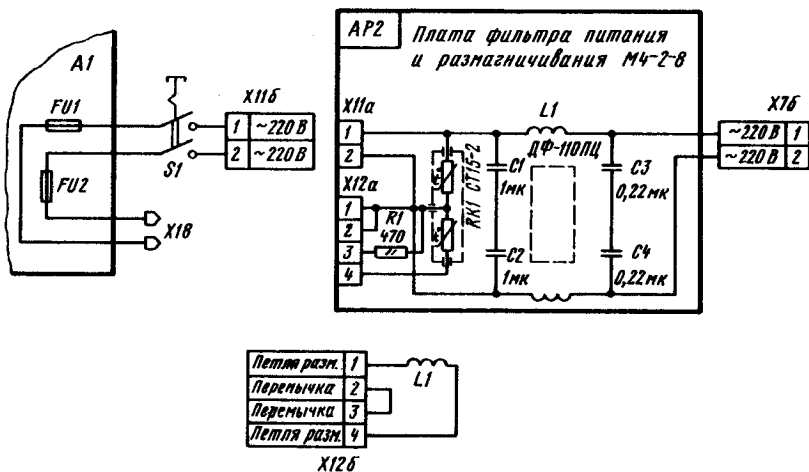 A1
FU1
FU2
X18
S1
X11б
1 ~220 В
2 ~220 В
AP2
Плата фильтра питания
и размагничивания М4-2-8
X11а
1
2
X12а
1
2
3
4
R1
470
t°
t°
RK1 СТ15-2
C1
1мк
C2
1мк
L1
ДФ-110ПЦ
C3
0,22мк
C4
0,22мк
X7б
~220 В 1
~220 В 2
Петля разм. 1
Перемычка 2
Перемычка 3
Петля разм. 4
L1
X12б